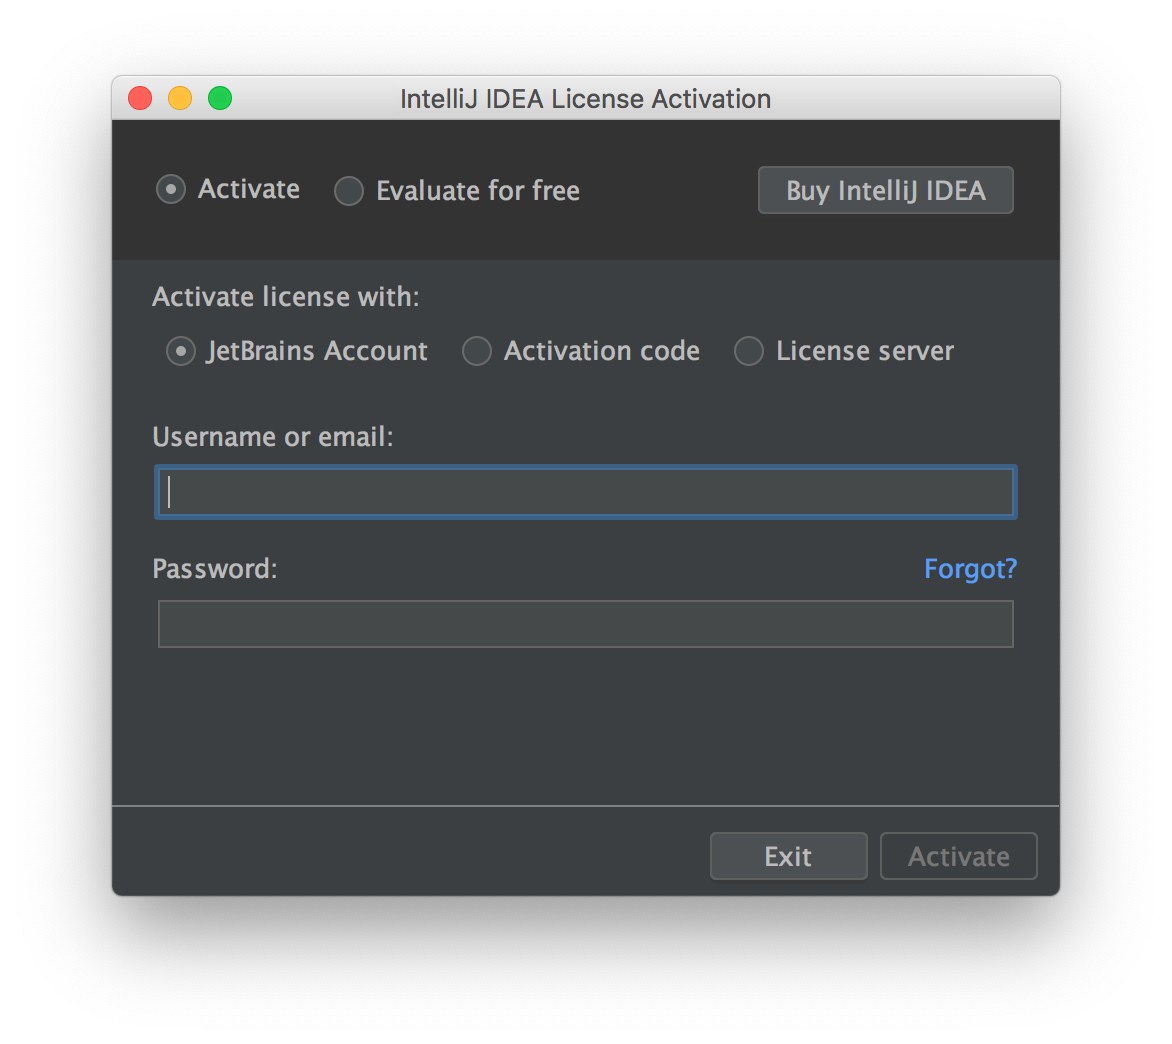 IntelliJ IDEA License Activation
Activate Evaluate for free Buy IntelliJ IDEA
Activate license with:
JetBrains Account Activation code License server
Username or email:
Password: Forgot?
Exit Activate